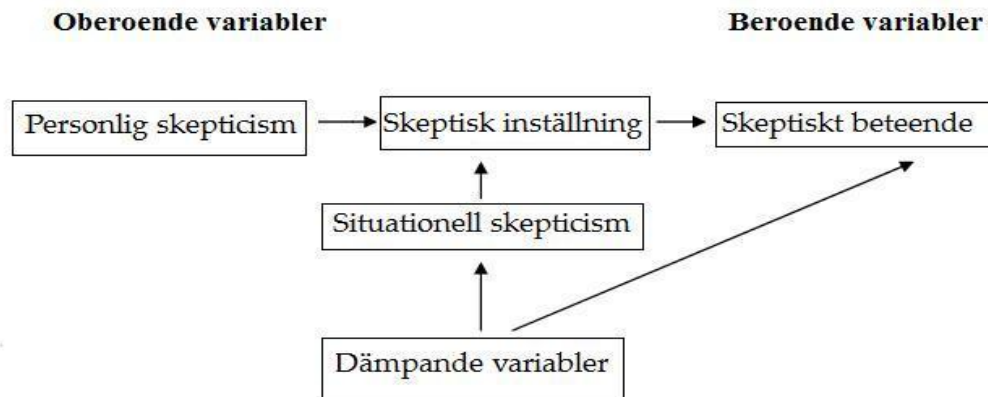 Oberoende variabler
Beroende variabler
Personlig skepticism
Skeptisk inställning
Skeptiskt beteende
Situationell skepticism
Dämpande variabler